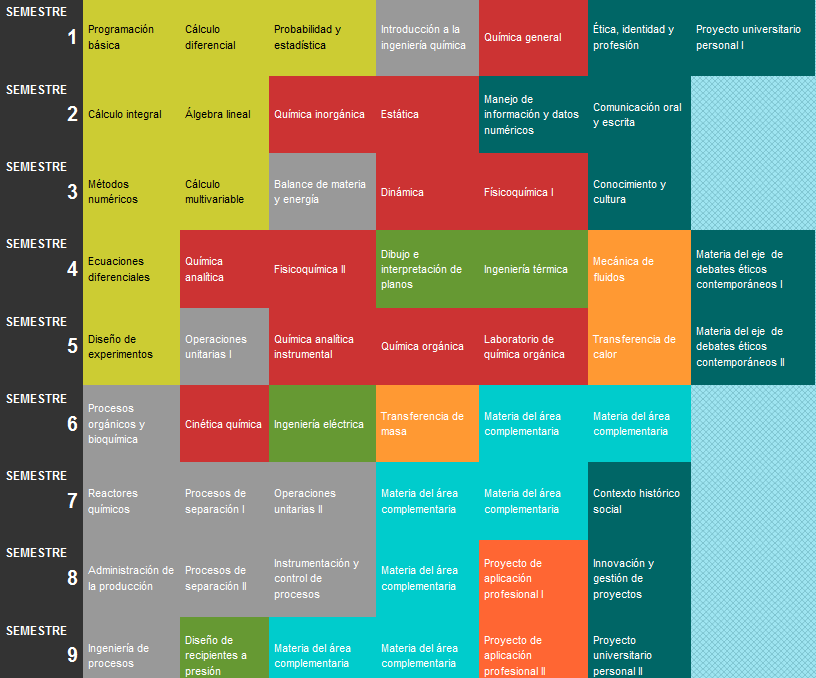 SEMESTRE
1
Programación
básica
Cálculo
diferencial
Probabilidad y
estadística
Introducción a la
ingeniería química
Química general
Ética, identidad y
profesión
Proyecto universitario
personal I
SEMESTRE
2
Cálculo integral
Álgebra lineal
Química inorgánica
Estática
Manejo de
información y datos
numéricos
Comunicación oral
y escrita
SEMESTRE
3
Métodos
numéricos
Cálculo
multivariable
Balance de materia
y energía
Dinámica
Físicoquímica I
Conocimiento y
cultura
SEMESTRE
4
Ecuaciones
diferenciales
Química
analítica
Fisicoquímica II
Dibujo e
interpretación de
planos
Ingeniería térmica
Mecánica de
fluidos
Materia del eje de
debates éticos
contemporáneos I
SEMESTRE
5
Diseño de
experimentos
Operaciones
unitarias I
Química analítica
instrumental
Química orgánica
Laboratorio de
química orgánica
Transferencia de
calor
Materia del eje de
debates éticos
contemporáneos II
SEMESTRE
6
Procesos
orgánicos y
bioquímica
Cinética química
Ingeniería eléctrica
Transferencia de
masa
Materia del área
complementaria
Materia del área
complementaria
SEMESTRE
7
Reactores
químicos
Procesos de
separación I
Operaciones
unitarias II
Materia del área
complementaria
Materia del área
complementaria
Contexto histórico
social
SEMESTRE
8
Administración de
la producción
Procesos de
separación II
Instrumentación y
control de
procesos
Materia del área
complementaria
Proyecto de
aplicación
profesional I
Innovación y
gestión de
proyectos
SEMESTRE
9
Ingeniería de
procesos
Diseño de
recipientes a
presión
Materia del área
complementaria
Materia del área
complementaria
Proyecto de
aplicación
profesional II
Proyecto
universitario
personal II